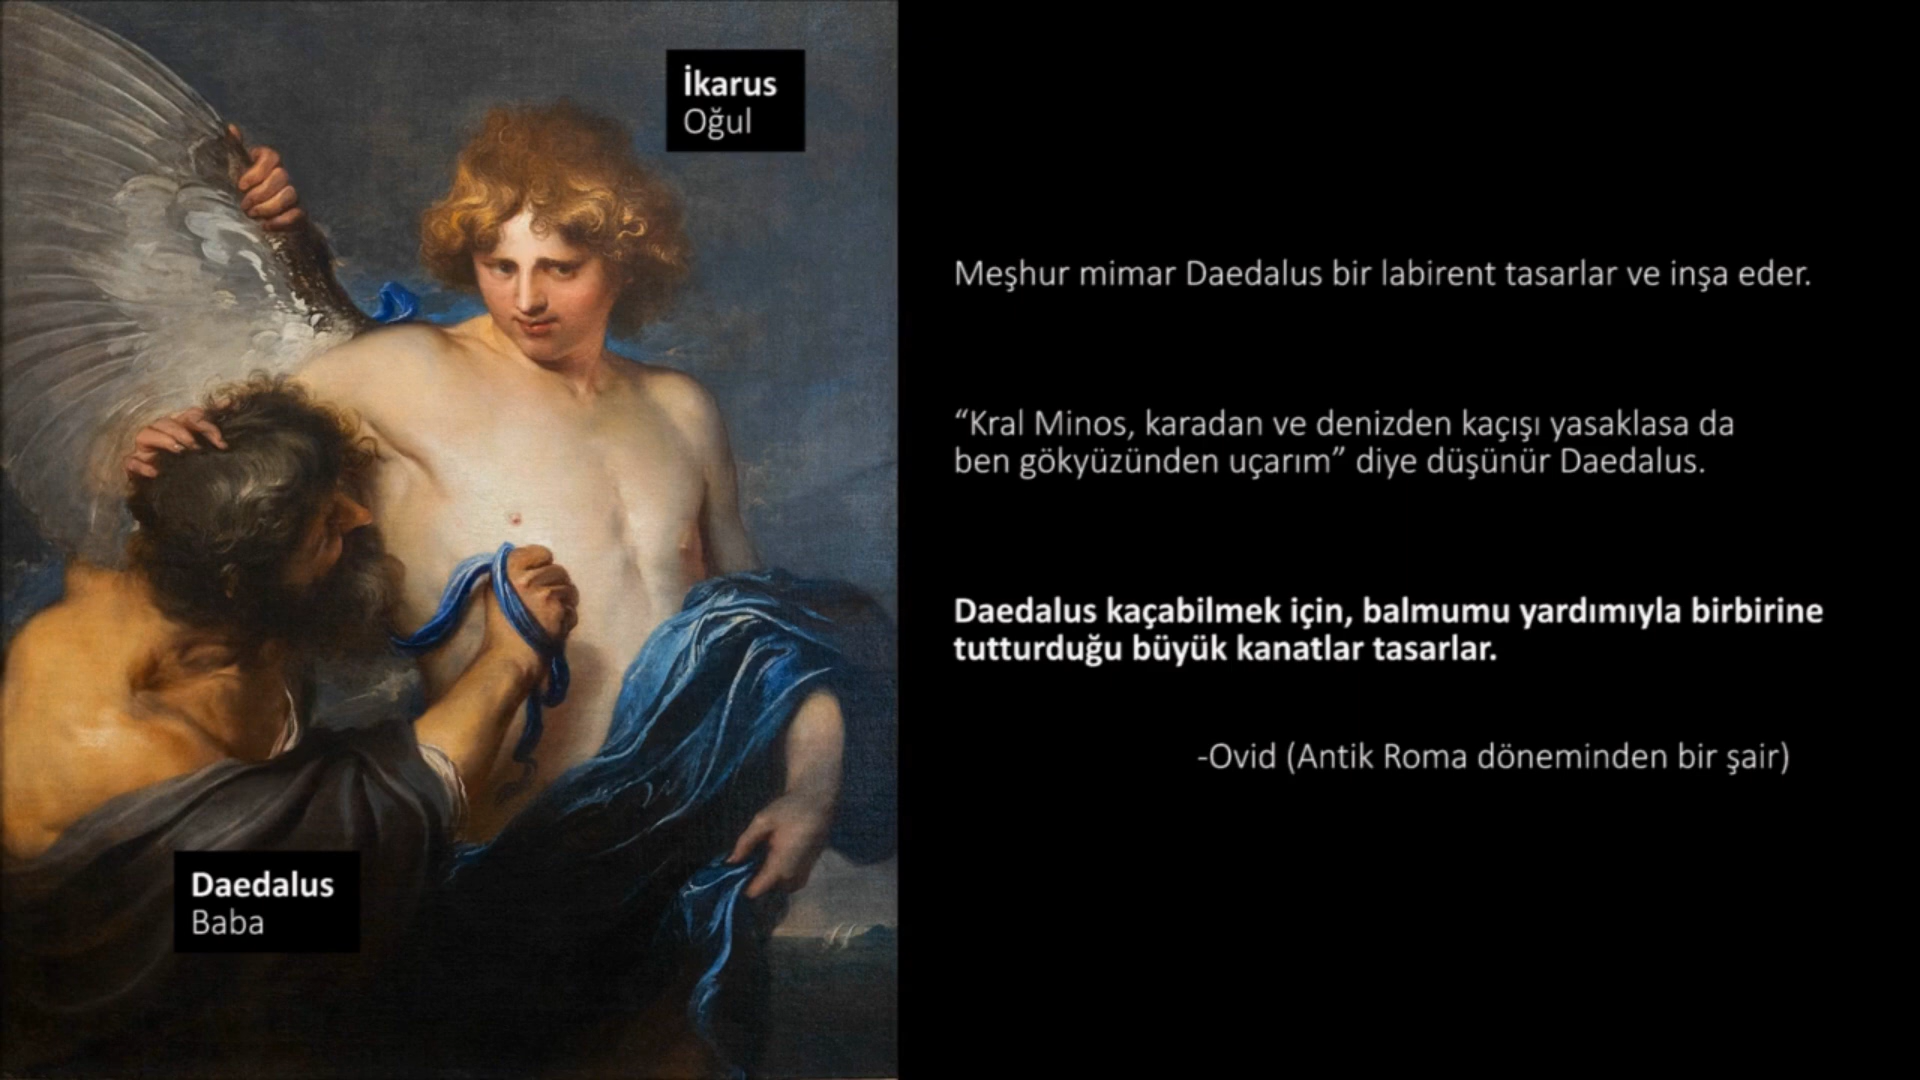 İkarus
Oğul
Meşhur mimar Daedalus bir labirent tasarlar ve inşa eder.
“Kral Minos, karadan ve denizden kaçışı yasaklasa da
ben gökyüzünden uçarım” diye düşünür Daedalus.
Daedalus kaçabilmek için, balmumu yardımıyla birbirine
tutturduğu büyük kanatlar tasarlar.
-Ovid (Antik Roma döneminden bir şair)
Daedalus
Baba